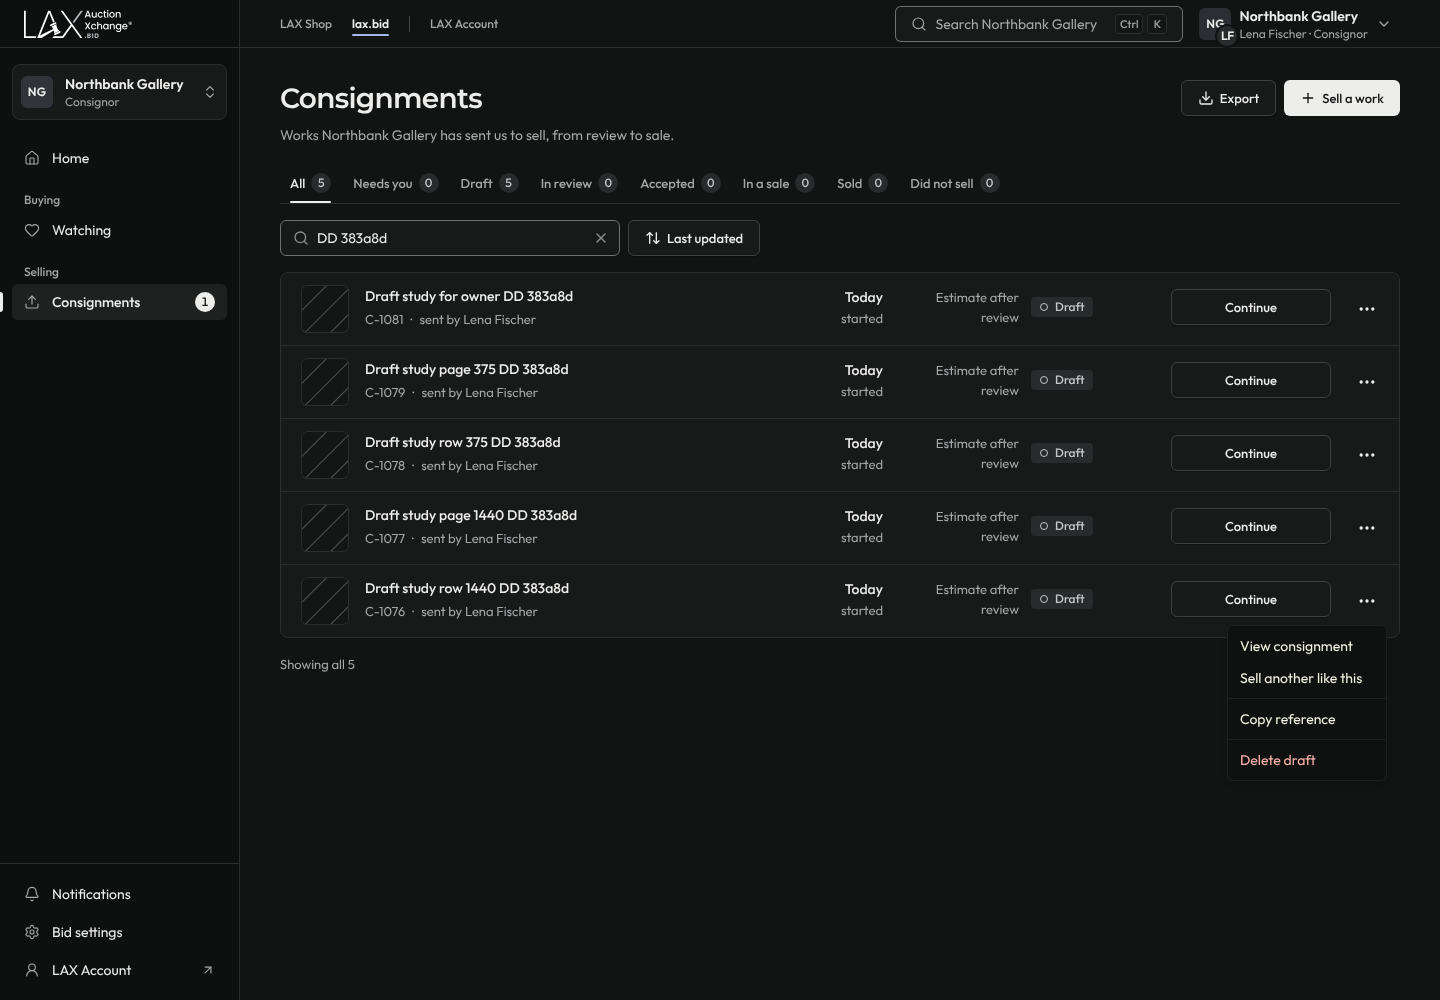 LAX Auction Xchange .BID
LAX Shop
lax.bid
LAX Account
Search Northbank Gallery
Ctrl
K
NG
LF
Northbank Gallery
Lena Fischer · Consignor
NG
Northbank Gallery
Consignor
Home
Buying
Watching
Selling
Consignments
1
Notifications
Bid settings
LAX Account
Consignments
Export
Sell a work
Works Northbank Gallery has sent us to sell, from review to sale.
All 5
Needs you 0
Draft 5
In review 0
Accepted 0
In a sale 0
Sold 0
Did not sell 0
DD 383a8d
Last updated
Draft study for owner DD 383a8d
C-1081 · sent by Lena Fischer
Today
started
Estimate after
review
Draft
Continue
Draft study page 375 DD 383a8d
C-1079 · sent by Lena Fischer
Today
started
Estimate after
review
Draft
Continue
Draft study row 375 DD 383a8d
C-1078 · sent by Lena Fischer
Today
started
Estimate after
review
Draft
Continue
Draft study page 1440 DD 383a8d
C-1077 · sent by Lena Fischer
Today
started
Estimate after
review
Draft
Continue
Draft study row 1440 DD 383a8d
C-1076 · sent by Lena Fischer
Today
started
Estimate after
review
Draft
Continue
View consignment
Sell another like this
Copy reference
Delete draft
Showing all 5